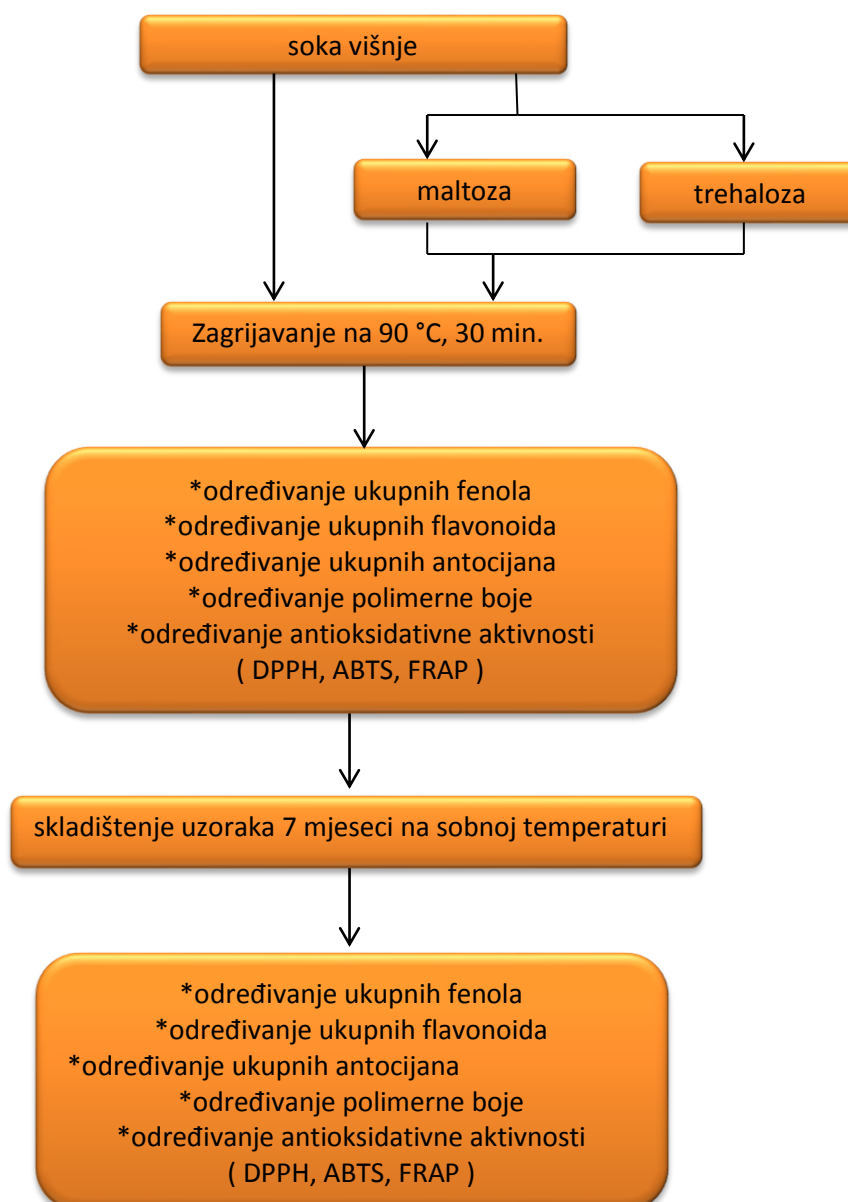 soka višnje
maltoza
trehaloza
Zagrijavanje na 90 °C, 30 min.
*određivanje ukupnih fenola
*određivanje ukupnih flavonoida
*određivanje ukupnih antocijana
*određivanje polimerne boje
*određivanje antioksidativne aktivnosti
( DPPH, ABTS, FRAP )
skladištenje uzoraka 7 mjeseci na sobnoj temperaturi
*određivanje ukupnih fenola
*određivanje ukupnih flavonoida
*određivanje ukupnih antocijana
*određivanje polimerne boje
*određivanje antioksidativne aktivnosti
( DPPH, ABTS, FRAP )